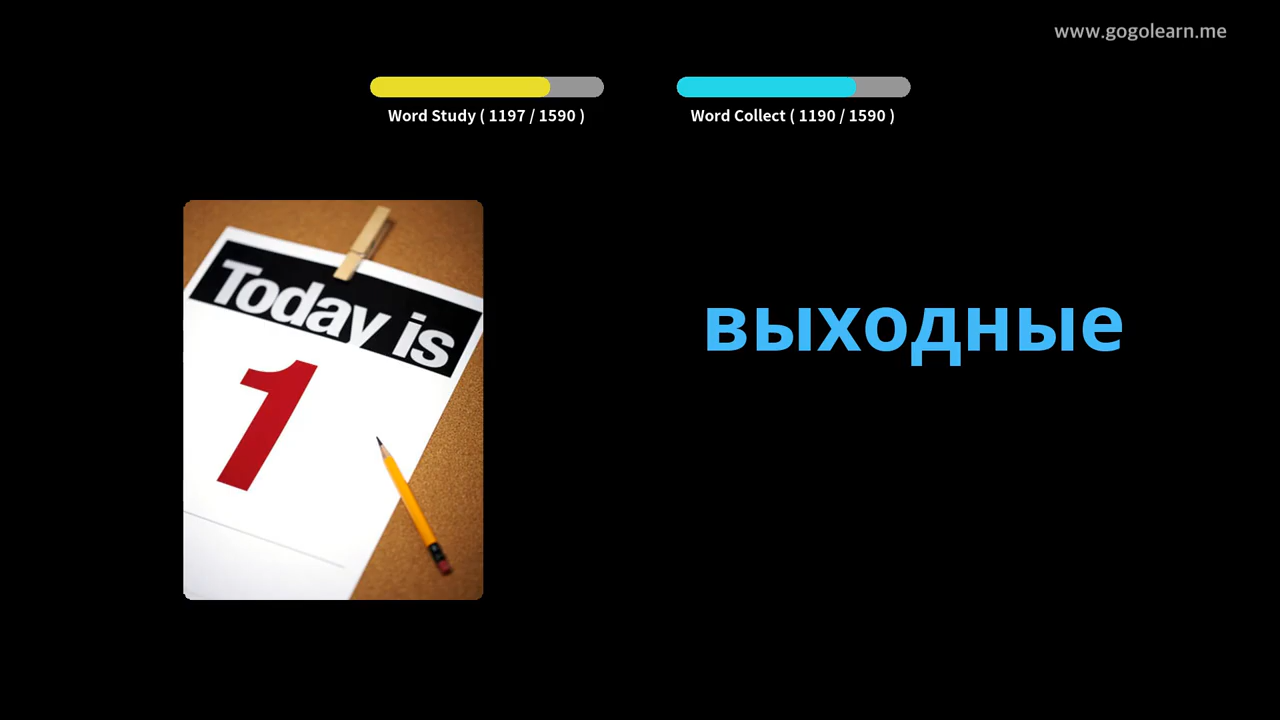 www.gogolearn.me
Word Study ( 1197 / 1590 )
Word Collect ( 1190 / 1590 )
Today is
1
выходные